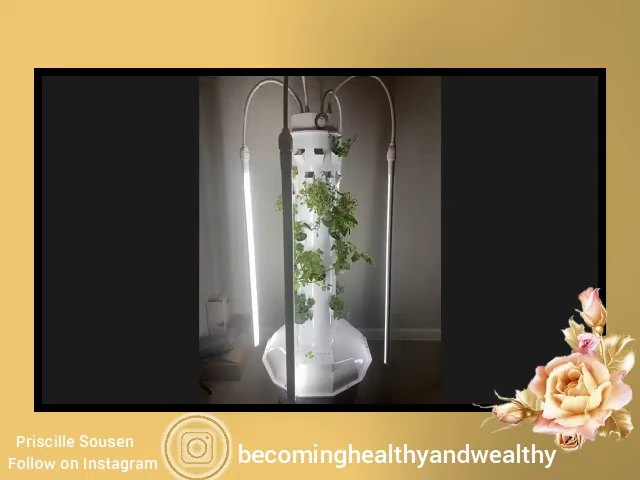 Priscille Sousen
Follow on Instagram
becominghealthyandwealthy